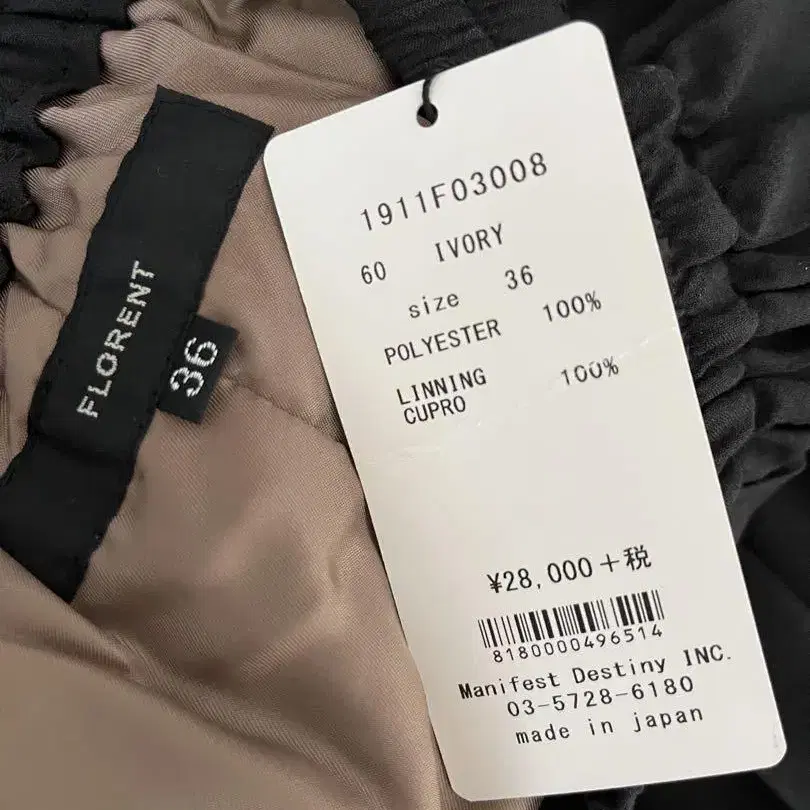 FLORENT
36
1911F03008
60 IVORY
size 36
POLYESTER 100%
LINNING 100%
CUPRO
¥28,000+税
8180000496514
Manifest Destiny INC.
03-5728-6180
made in japan